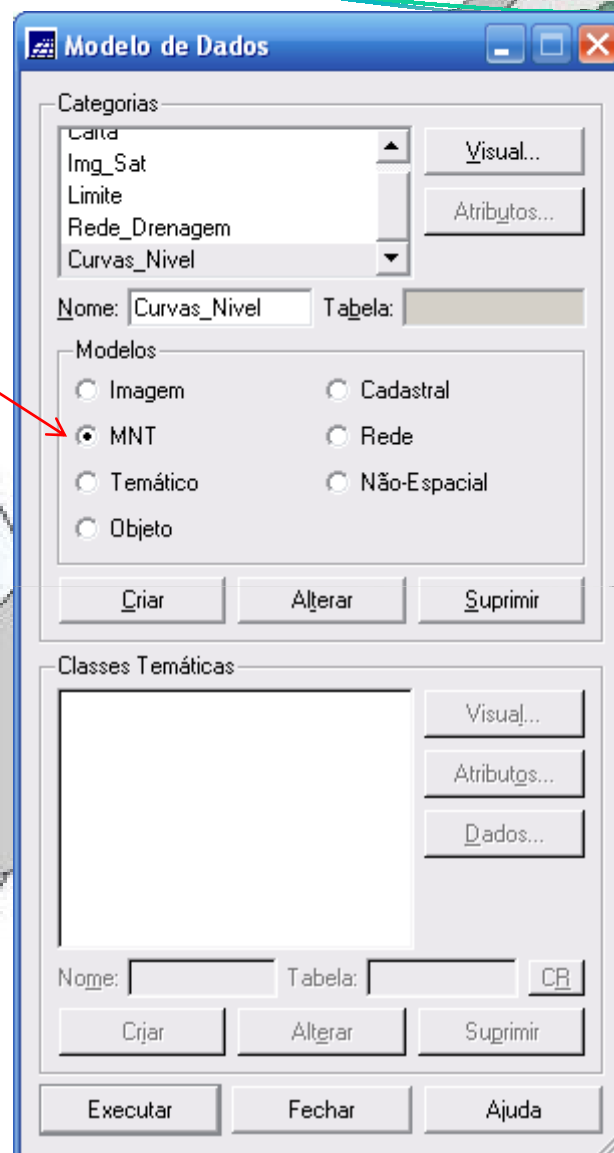 Modelo de Dados
Categorias
Carta
Img_Sat
Limite
Rede_Drenagem
Curvas_Nivel
Visual...
Atributos...
Nome: Curvas_Nivel Tabela:
Modelos
Imagem Cadastral
MNT Rede
Temático Não-Espacial
Objeto
Criar Alterar Suprimir
Classes Temáticas
Visual...
Atributos...
Dados...
Nome: Tabela: CR
Criar Alterar Suprimir
Executar Fechar Ajuda